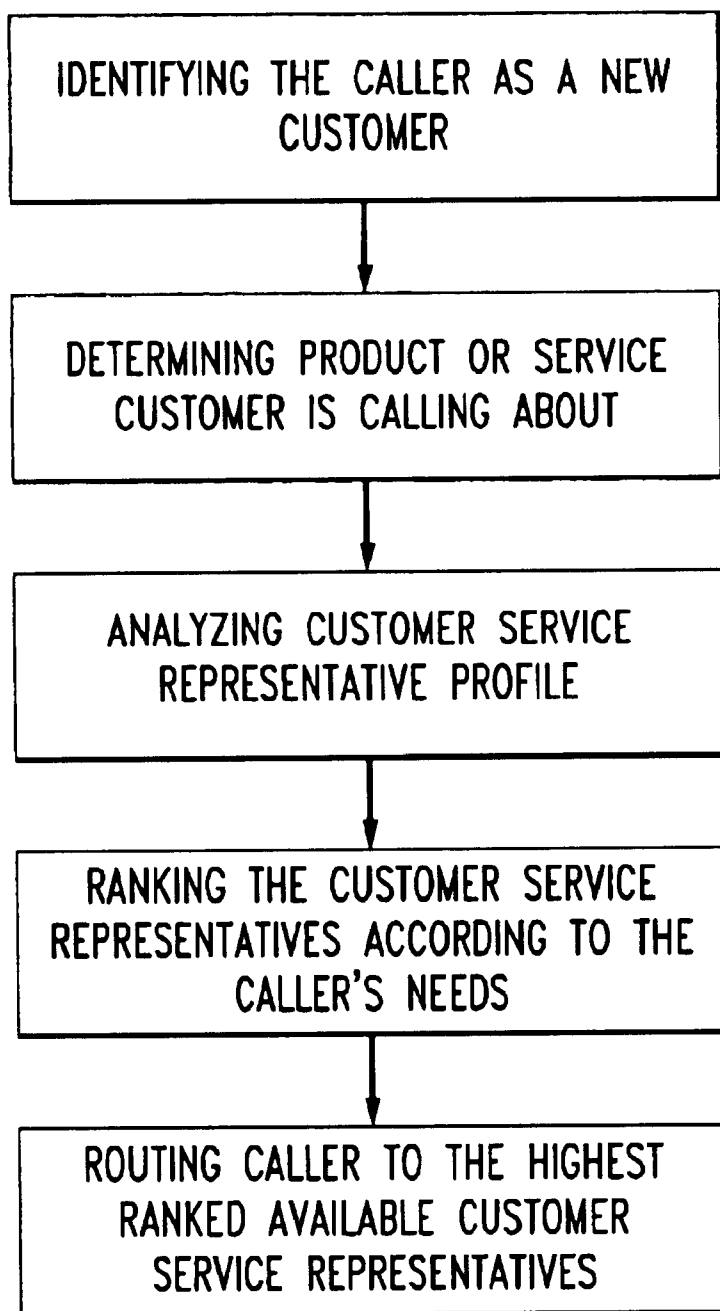 IDENTIFYING THE CALLER AS A NEW
CUSTOMER
DETERMINING PRODUCT OR SERVICE
CUSTOMER IS CALLING ABOUT
ANALYZING CUSTOMER SERVICE
REPRESENTATIVE PROFILE
RANKING THE CUSTOMER SERVICE
REPRESENTATIVES ACCORDING TO THE
CALLER'S NEEDS
ROUTING CALLER TO THE HIGHEST
RANKED AVAILABLE CUSTOMER
SERVICE REPRESENTATIVES